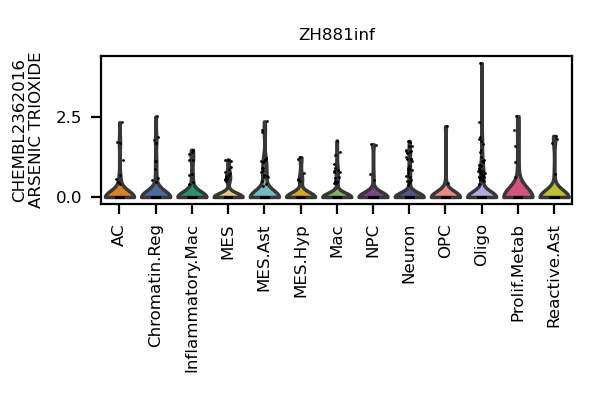 ZH881inf
CHEMBL2362016
ARSENIC TRIOXIDE
2.5
0.0
AC
Chromatin.Reg
Inflammatory.Mac
MES
MES.Ast
MES.Hyp
Mac
NPC
Neuron
OPC
Oligo
Prolif.Metab
Reactive.Ast